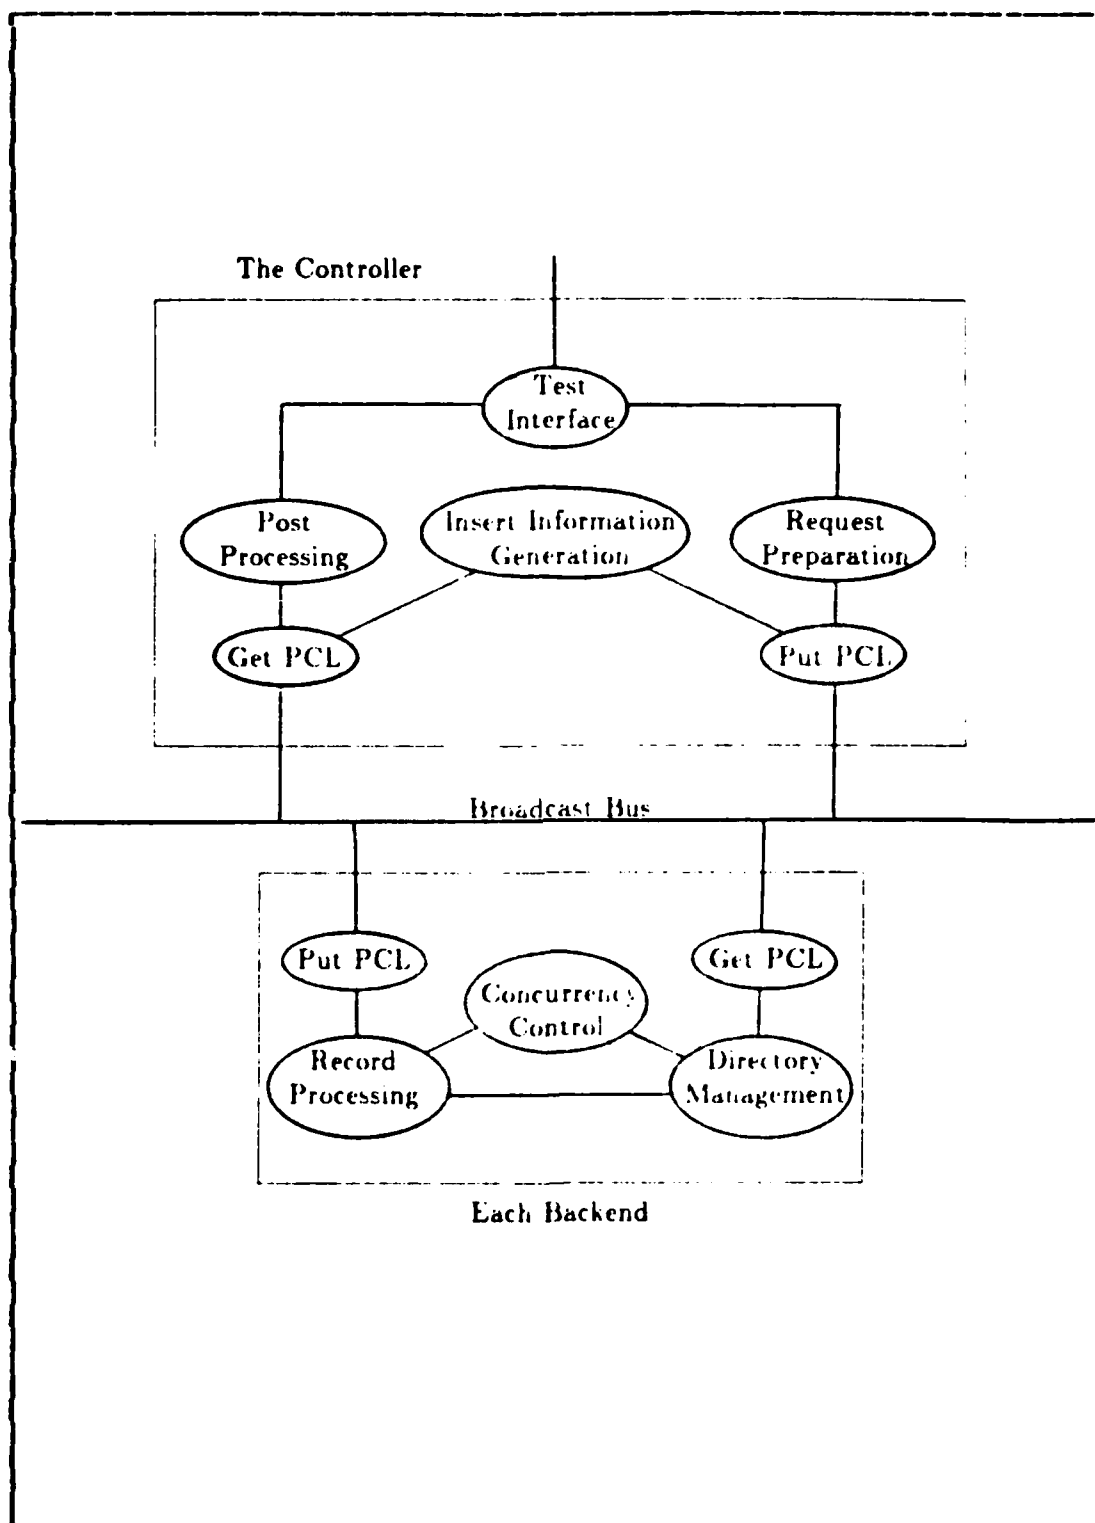 The Controller
Test
Interface
Post
Processing
Insert Information
Generation
Request
Preparation
Get PCL
Put PCL
Broadcast Bus
Put PCL
Get PCL
Concurrency
Control
Record
Processing
Directory
Management
Each Backend